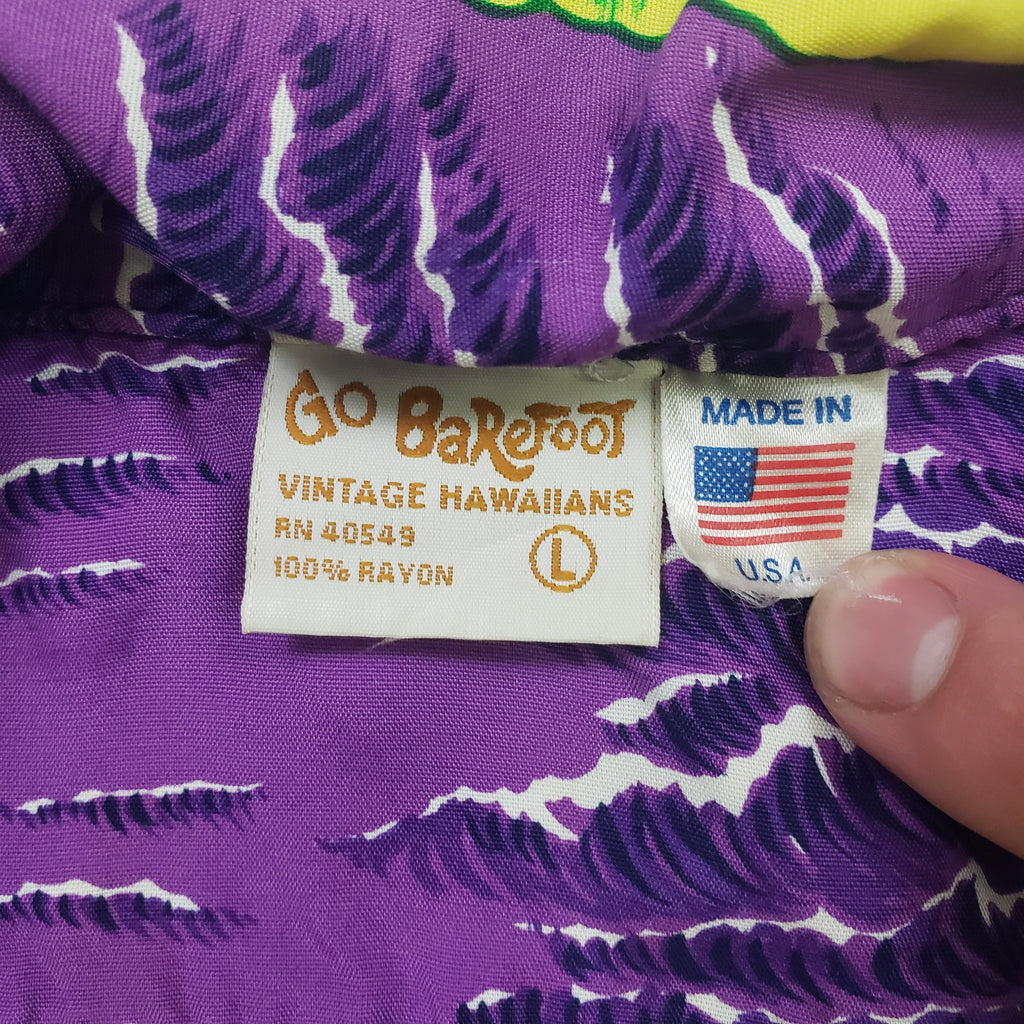 GO BAREFOOT
VINTAGE HAWAIIANS
RN 40549
100% RAYON
L
MADE IN
U.S.A.